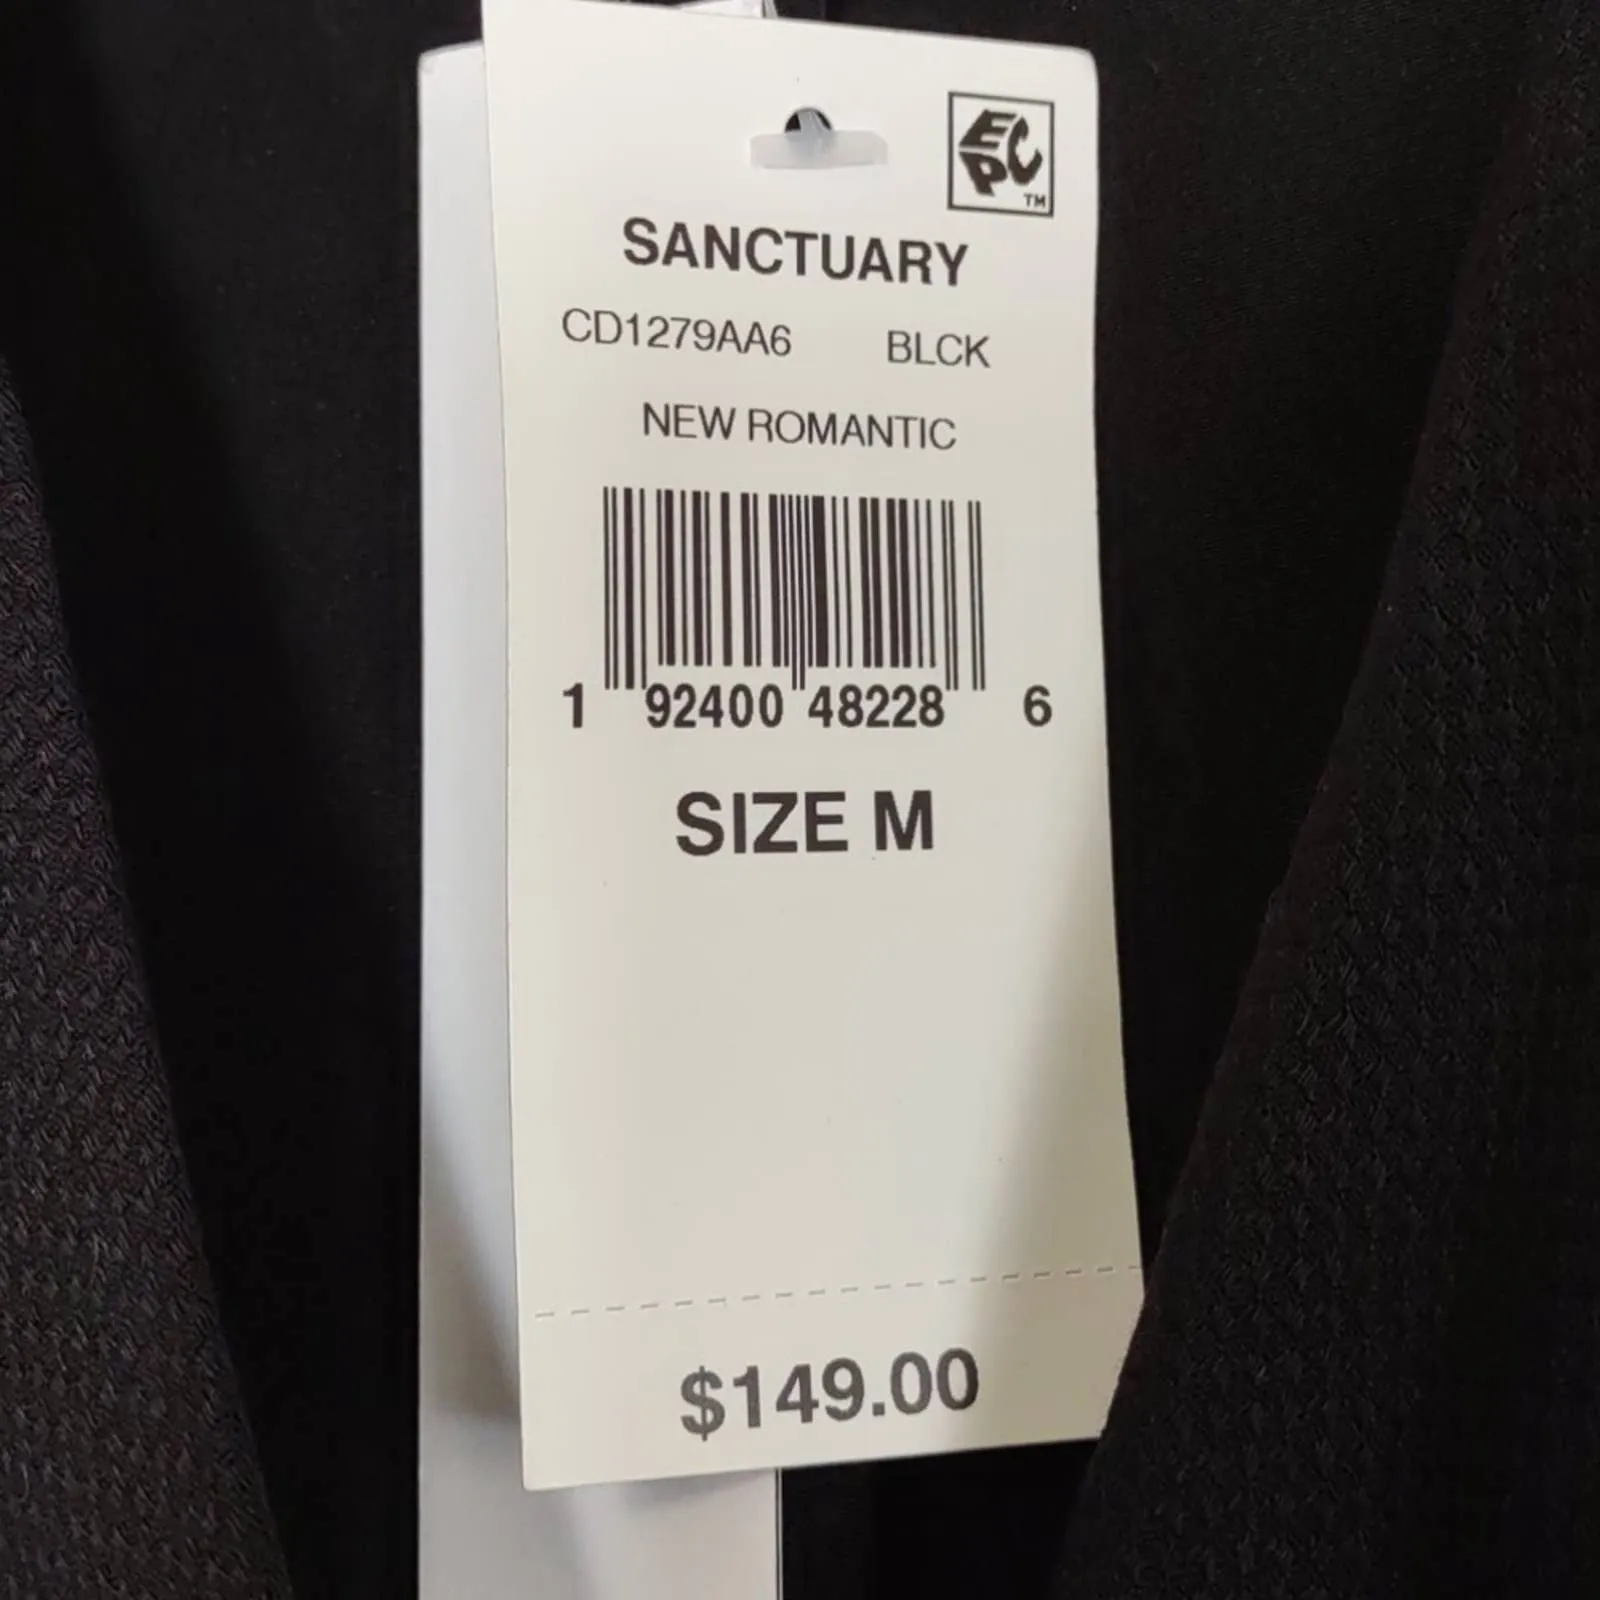 EPC
TM
SANCTUARY
CD1279AA6 BLCK
NEW ROMANTIC
1 92400 48228 6
SIZE M
$149.00